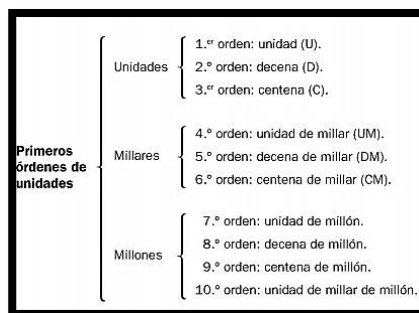 Primeros
órdenes de
unidades
Unidades
1.er orden: unidad (U).
2.º orden: decena (D).
3.er orden: centena (C).
Millares
4.º orden: unidad de millar (UM).
5.º orden: decena de millar (DM).
6.º orden: centena de millar (CM).
Millones
7.º orden: unidad de millón.
8.º orden: decena de millón.
9.º orden: centena de millón.
10.º orden: unidad de millar de millón.